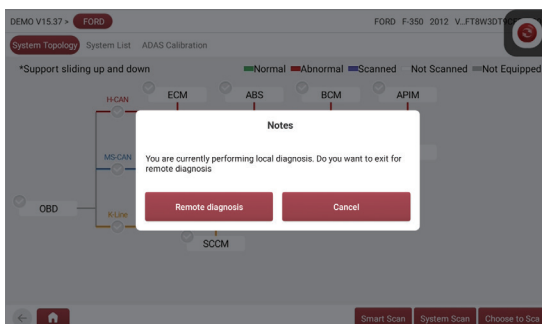 DEMO V15.37 > FORD
FORD F-350 2012
System Topology System List ADAS Calibration
*Support sliding up and down
Normal Abnormal Scanned Not Scanned Not Equipped
H-CAN
ECM ABS BCM APIM
Notes
MS-CAN
You are currently performing local diagnosis. Do you want to exit for
remote diagnosis
Remote diagnosis Cancel
OBD
K-Line
SCCM
Smart Scan System Scan Choose to Sca